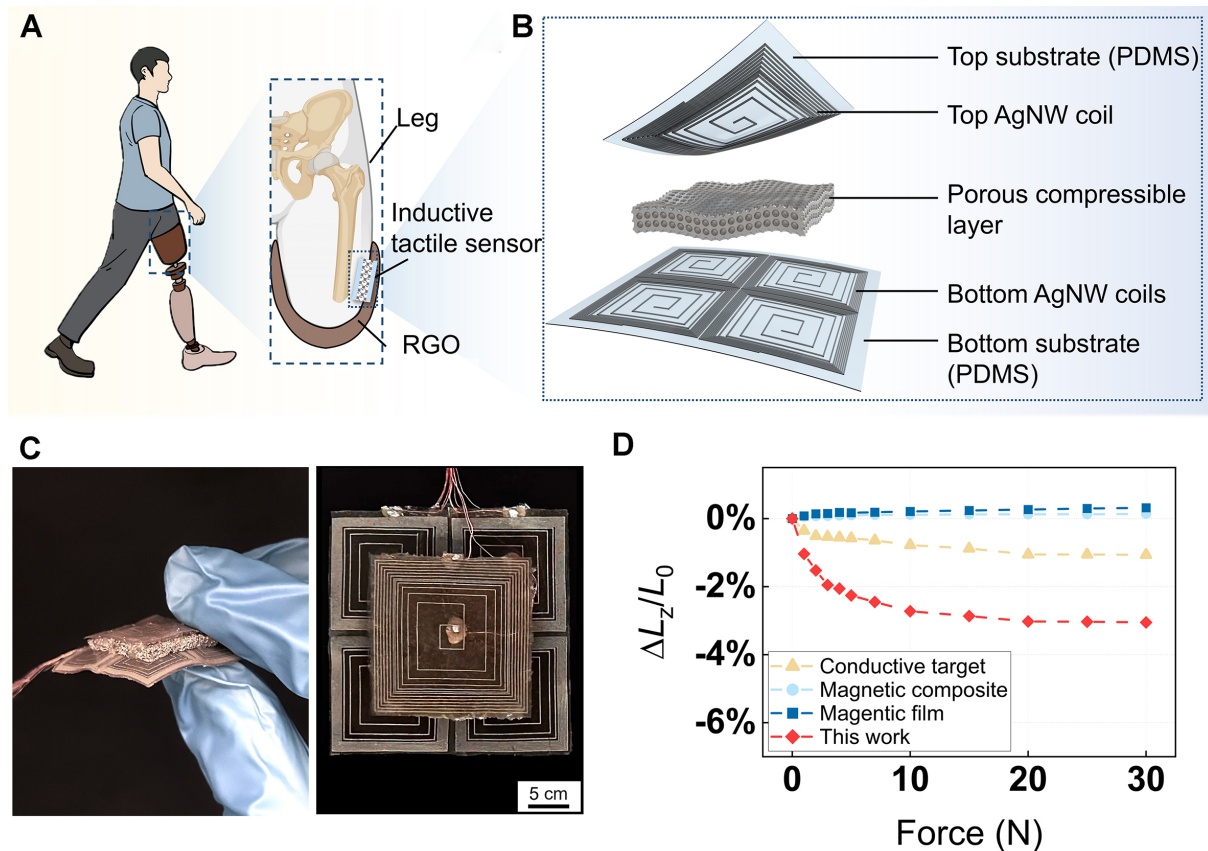 A
Leg
Inductive
tactile sensor
RGO
B
Top substrate (PDMS)
Top AgNW coil
Porous compressible
layer
Bottom AgNW coils
Bottom substrate
(PDMS)
C
5 cm
D
ΔLz/L0
0%
-2%
-4%
-6%
Conductive target
Magnetic composite
Magentic film
This work
0
10
20
30
Force (N)